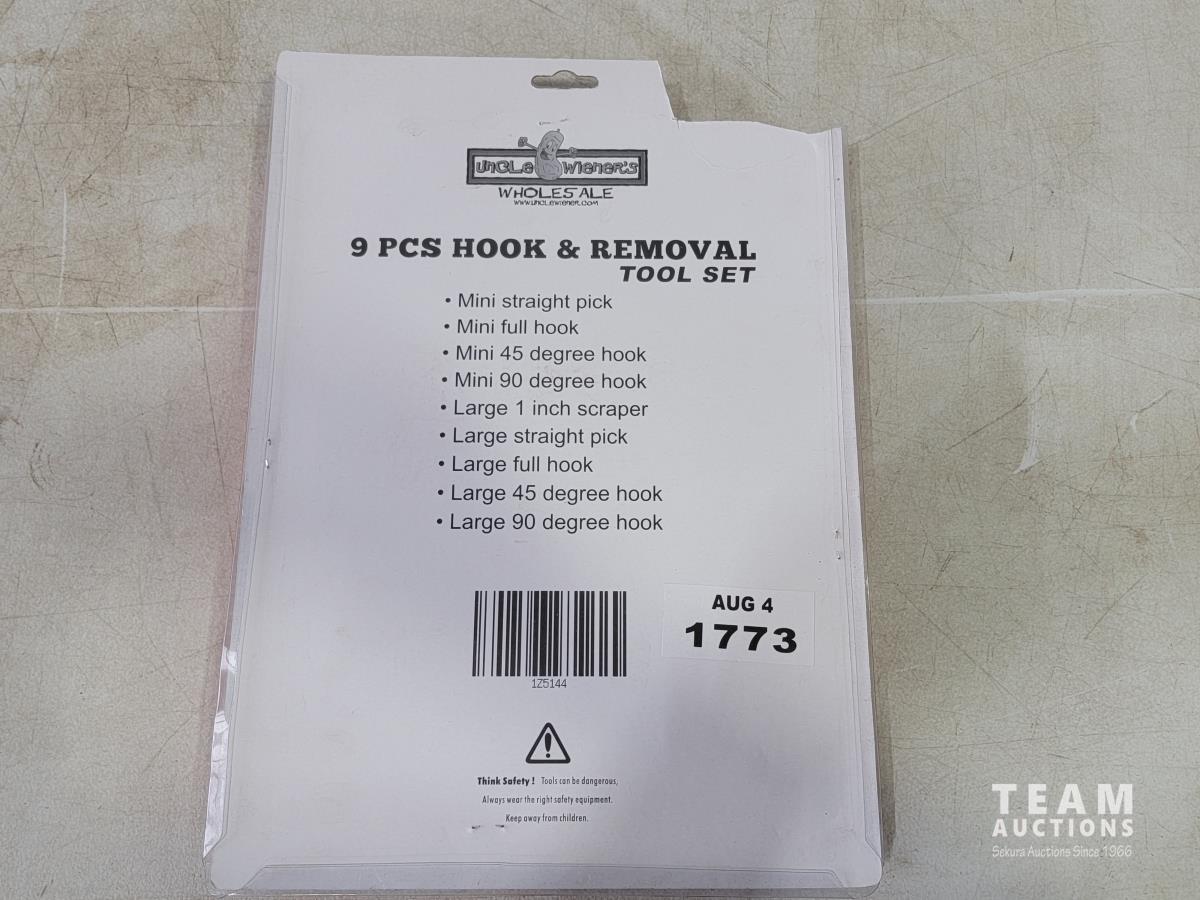 UNCLE WIENER'S
WHOLESALE
WWW.UNCLEWIENER.COM
9 PCS HOOK & REMOVAL
TOOL SET
• Mini straight pick
• Mini full hook
• Mini 45 degree hook
• Mini 90 degree hook
• Large 1 inch scraper
• Large straight pick
• Large full hook
• Large 45 degree hook
• Large 90 degree hook
AUG 4
1773
1Z5144
Think Safety! Tools can be dangerous,
Always wear the right safety equipment.
Keep away from children.
TEAM
AUCTIONS
Sekura Auctions Since 1966